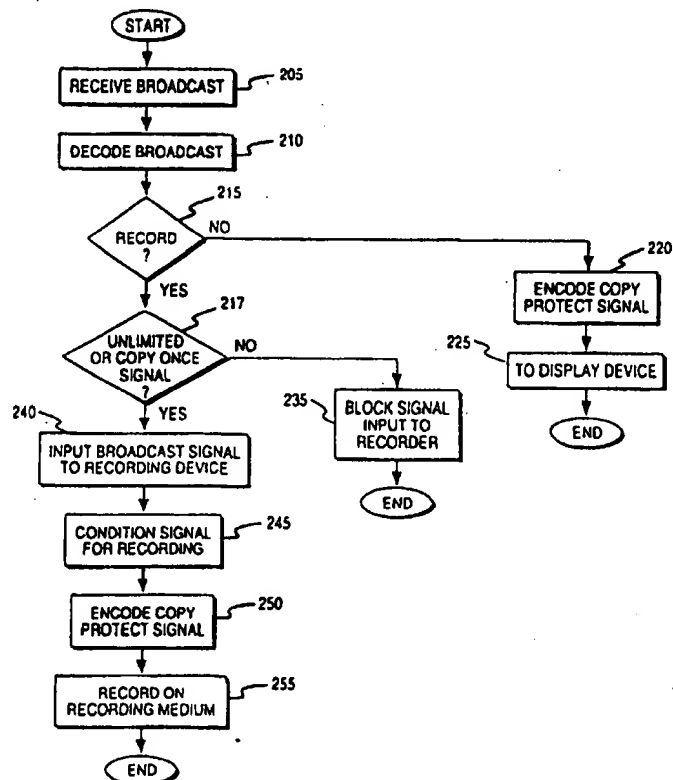 START
RECEIVE BROADCAST
205
DECODE BROADCAST
210
215
RECORD
?
NO
YES
220
ENCODE COPY
PROTECT SIGNAL
225
TO DISPLAY DEVICE
END
217
UNLIMITED
OR COPY ONCE
SIGNAL
?
NO
YES
235
BLOCK SIGNAL
INPUT TO
RECORDER
END
240
INPUT BROADCAST SIGNAL
TO RECORDING DEVICE
CONDITION SIGNAL
FOR RECORDING
245
ENCODE COPY
PROTECT SIGNAL
250
RECORD ON
RECORDING MEDIUM
255
END